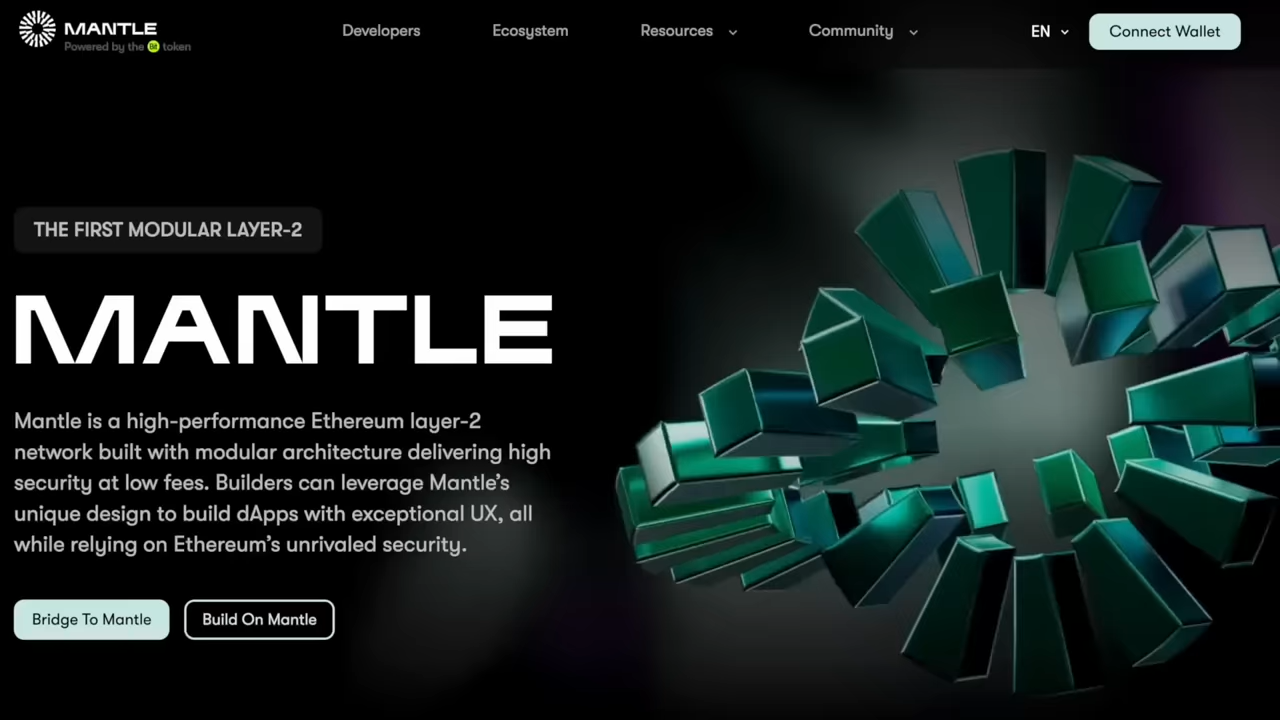 MANTLE
Powered by the Bit token
Developers
Ecosystem
Resources
Community
EN
Connect Wallet
THE FIRST MODULAR LAYER-2
MANTLE
Mantle is a high-performance Ethereum layer-2
network built with modular architecture delivering high
security at low fees. Builders can leverage Mantle’s
unique design to build dApps with exceptional UX, all
while relying on Ethereum’s unrivaled security.
Bridge To Mantle
Build On Mantle